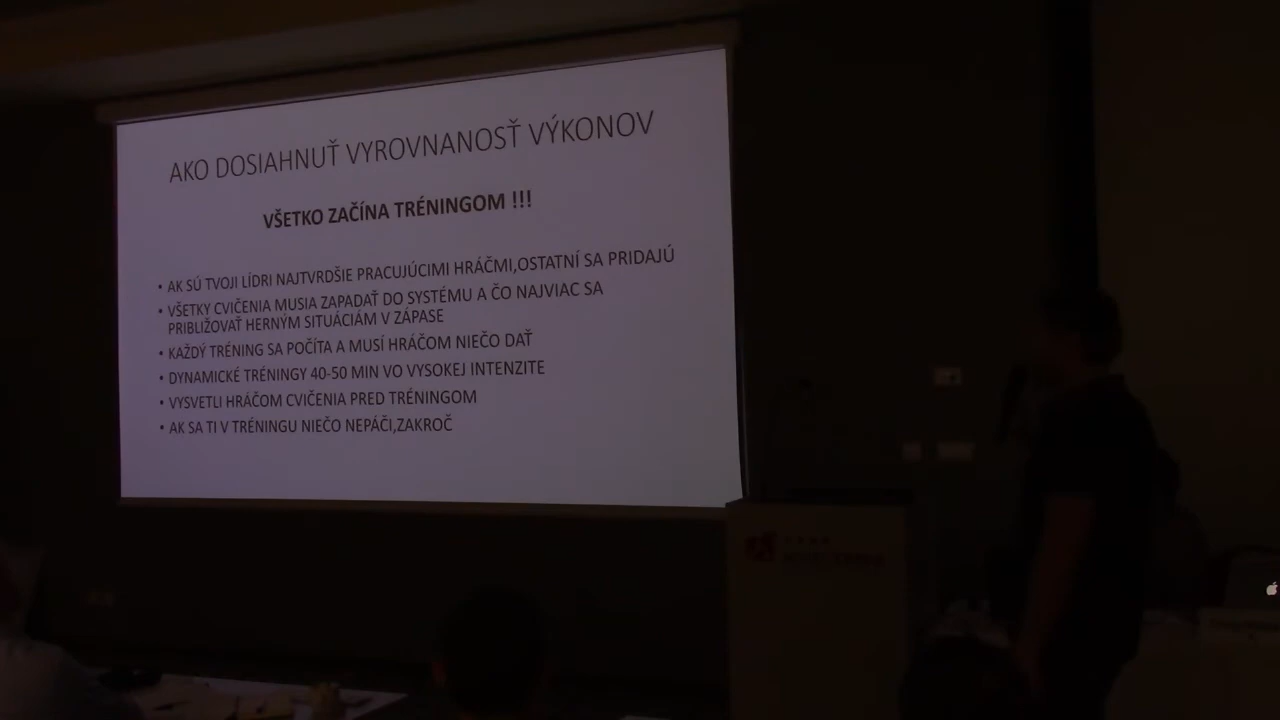 AKO DOSIAHNUŤ VYROVNANOSŤ VÝKONOV
VŠETKO ZAČÍNA TRÉNINGOM !!!
• AK SÚ TVOJI LÍDRI NAJTVRDŠIE PRACUJÚCIMI HRÁČMI,OSTATNÍ SA PRIDAJÚ
• VŠETKY CVIČENIA MUSIA ZAPADAŤ DO SYSTÉMU A ČO NAJVIAC SA
PRIBLIŽOVAŤ HERNÝM SITUÁCIÁM V ZÁPASE
• KAŽDÝ TRÉNING SA POČÍTA A MUSÍ HRÁČOM NIEČO DAŤ
• DYNAMICKÉ TRÉNINGY 40-50 MIN VO VYSOKEJ INTENZITE
• VYSVETLI HRÁČOM CVIČENIA PRED TRÉNINGOM
• AK SA TI V TRÉNINGU NIEČO NEPÁČI,ZAKROČ